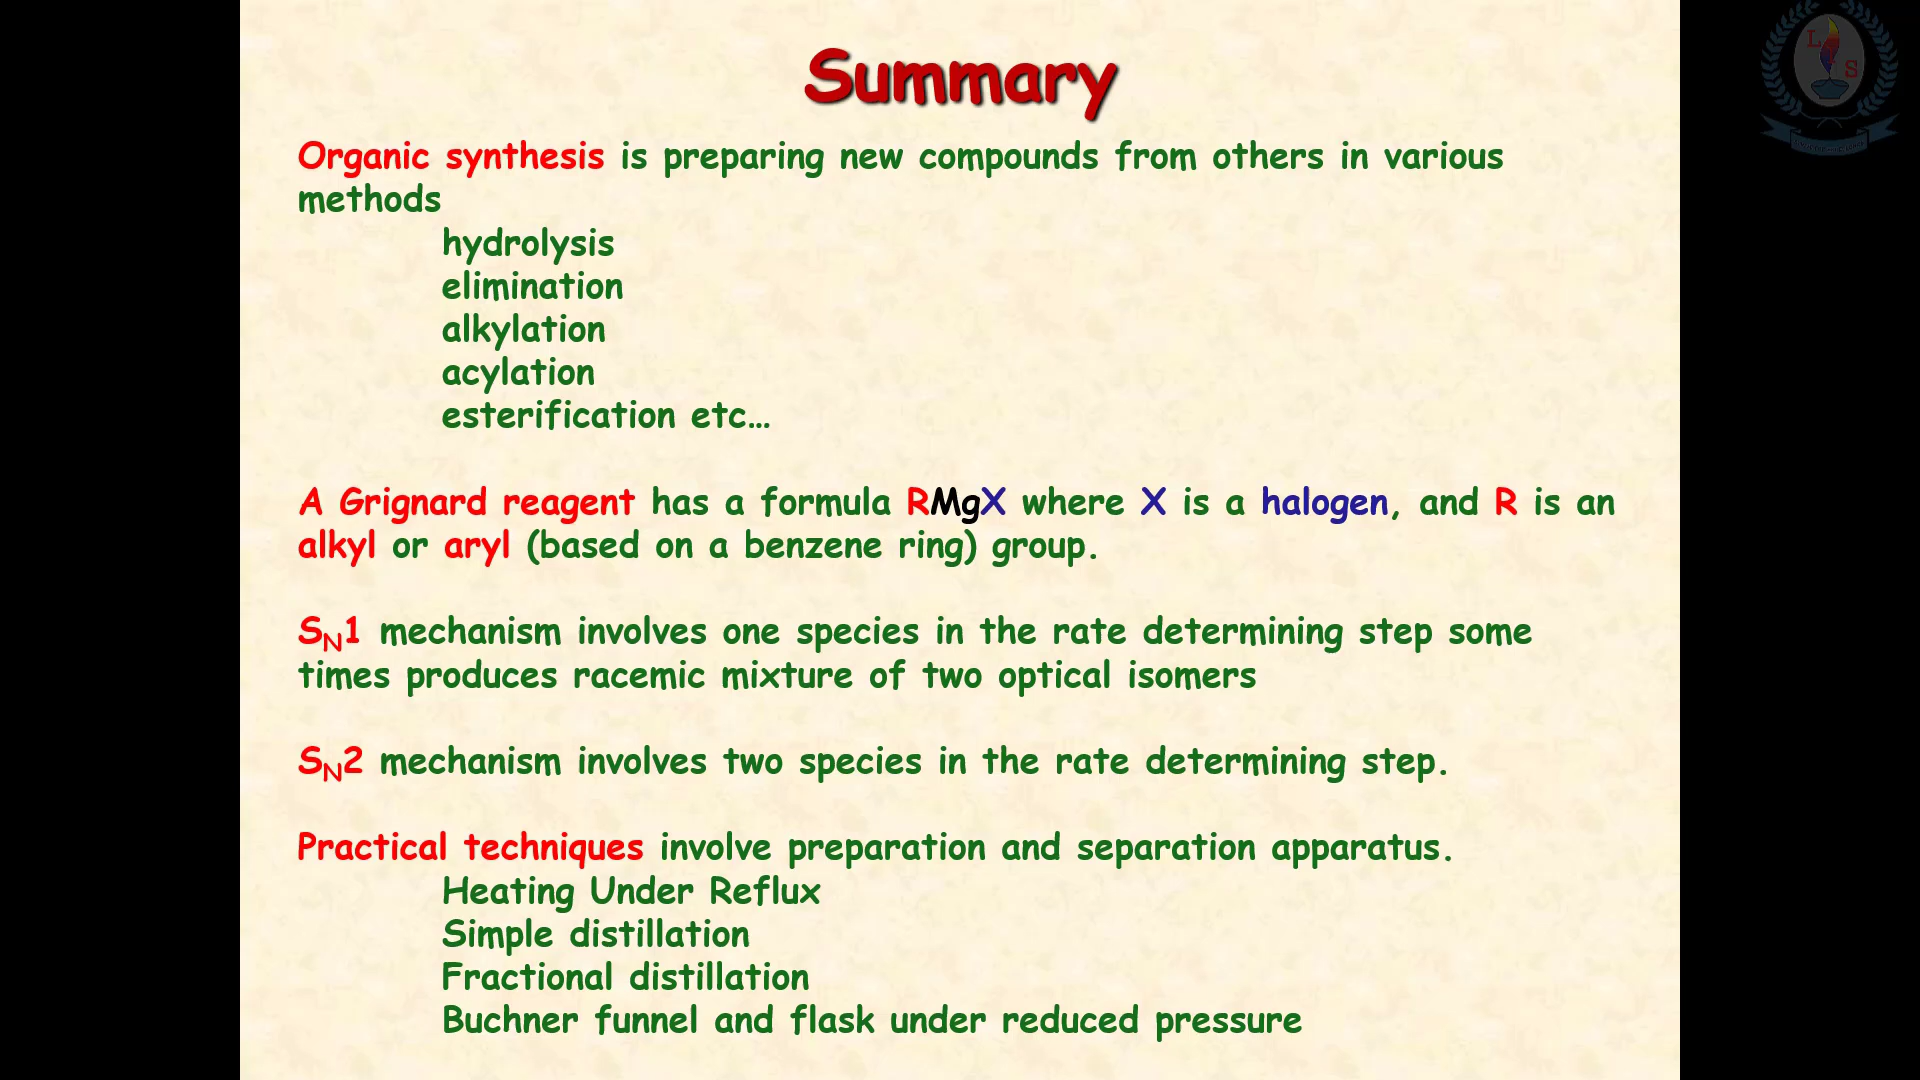 Summary
Organic synthesis is preparing new compounds from others in various
methods
hydrolysis
elimination
alkylation
acylation
esterification etc…
A Grignard reagent has a formula RMgX where X is a halogen, and R is an
alkyl or aryl (based on a benzene ring) group.
SN1 mechanism involves one species in the rate determining step some
times produces racemic mixture of two optical isomers
SN2 mechanism involves two species in the rate determining step.
Practical techniques involve preparation and separation apparatus.
Heating Under Reflux
Simple distillation
Fractional distillation
Buchner funnel and flask under reduced pressure
L
S